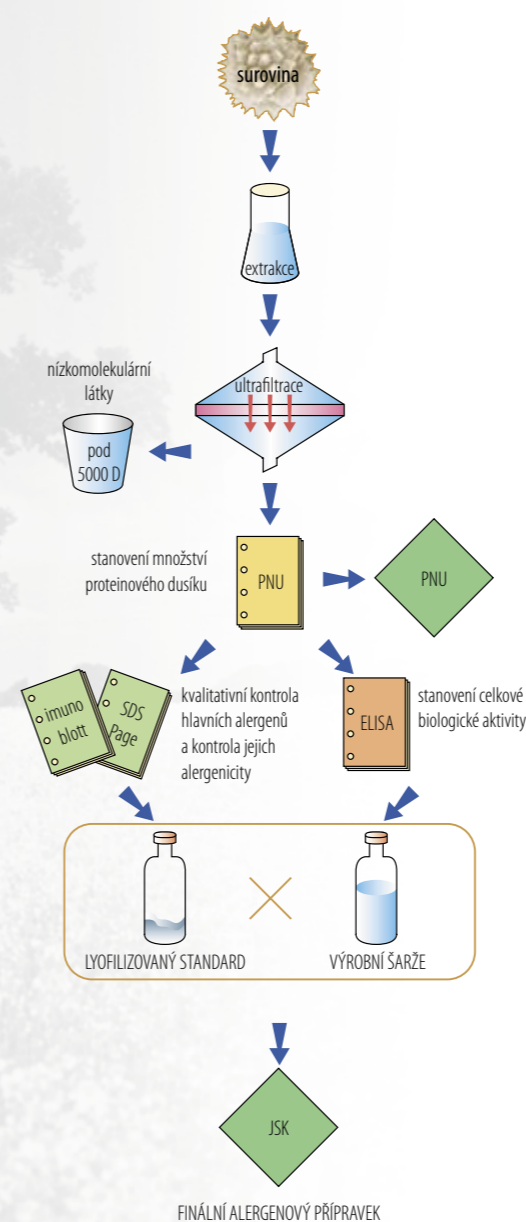 surovina
extrakce
nízkomolekulární
látky
ultrafiltrace
pod
5000 D
stanovení množství
proteinového dusíku
PNU
PNU
imuno
blott
SDS
Page
kvalitativní kontrola
hlavních alergenů
a kontrola jejich
alergenicity
ELISA
stanovení celkové
biologické aktivity
LYOFILIZOVANÝ STANDARD
VÝROBNÍ ŠARŽE
JSK
FINÁLNÍ ALERGENOVÝ PŘÍPRAVEK